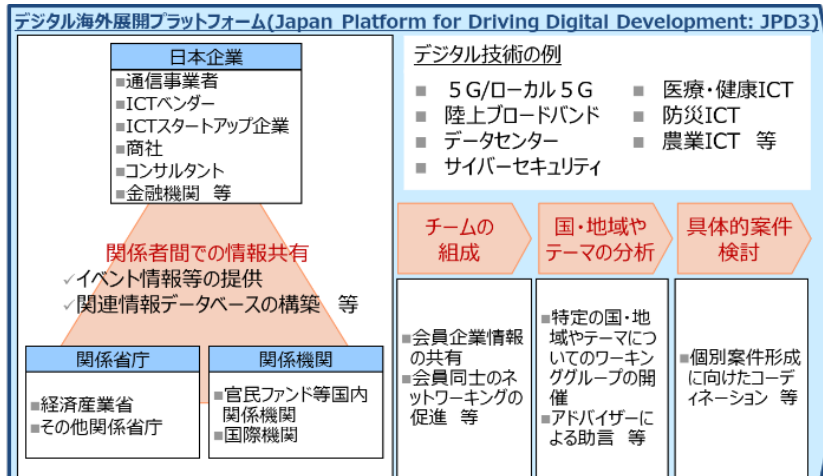 デジタル海外展開プラットフォーム(Japan Platform for Driving Digital Development: JPD3)
日本企業
■通信事業者
■ICTベンダー
■ICTスタートアップ企業
■商社
■コンサルタント
■金融機関 等
関係者間での情報共有
✓イベント情報等の提供
✓関連情報データベースの構築 等
関係省庁
■経済産業省
■その他関係省庁
関係機関
■官民ファンド等国内
関係機関
■国際機関
デジタル技術の例
■ 5G/ローカル5G
■ 陸上ブロードバンド
■ データセンター
■ サイバーセキュリティ
■ 医療・健康ICT
■ 防災ICT
■ 農業ICT 等
チームの
組成
■会員企業情報
の共有
■会員同士のネ
ットワーキングの
促進 等
国・地域や
テーマの分析
■特定の国・地
域やテーマにつ
いてのワーキン
ググループの開
催
■アドバイザーに
よる助言 等
具体的案件
検討
■個別案件形成
に向けたコーデ
ィネーション 等